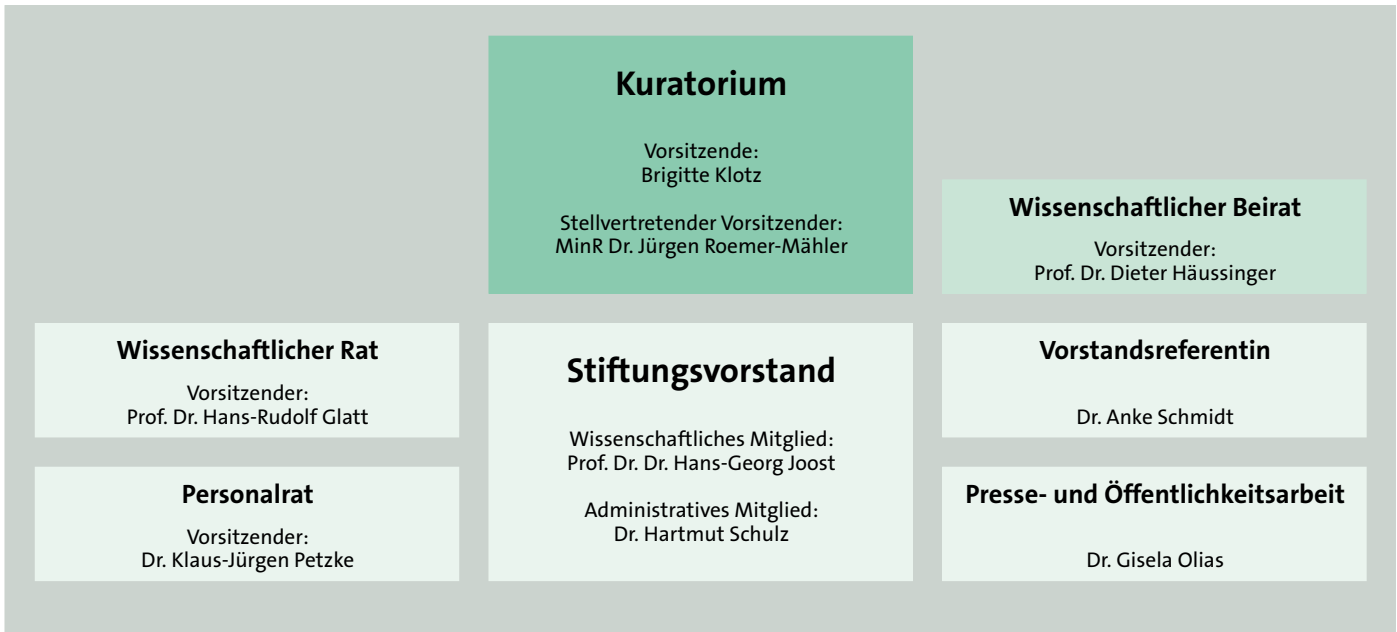 Kuratorium
Vorsitzende:
Brigitte Klotz
Stellvertretender Vorsitzender:
MinR Dr. Jürgen Roemer-Mähler
Wissenschaftlicher Beirat
Vorsitzender:
Prof. Dr. Dieter Häussinger
Wissenschaftlicher Rat
Vorsitzender:
Prof. Dr. Hans-Rudolf Glatt
Stiftungsvorstand
Wissenschaftliches Mitglied:
Prof. Dr. Dr. Hans-Georg Joost
Administratives Mitglied:
Dr. Hartmut Schulz
Vorstandsreferentin
Dr. Anke Schmidt
Personalrat
Vorsitzender:
Dr. Klaus-Jürgen Petzke
Presse- und Öffentlichkeitsarbeit
Dr. Gisela Olias